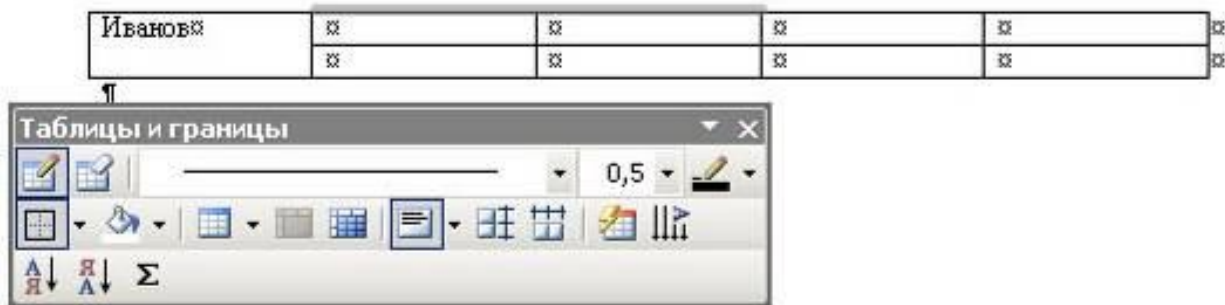 Иванов¤ ¤ ¤ ¤ ¤ ¤
¤ ¤ ¤ ¤ ¤
¶
Таблицы и границы
0,5
А Я Я А Σ